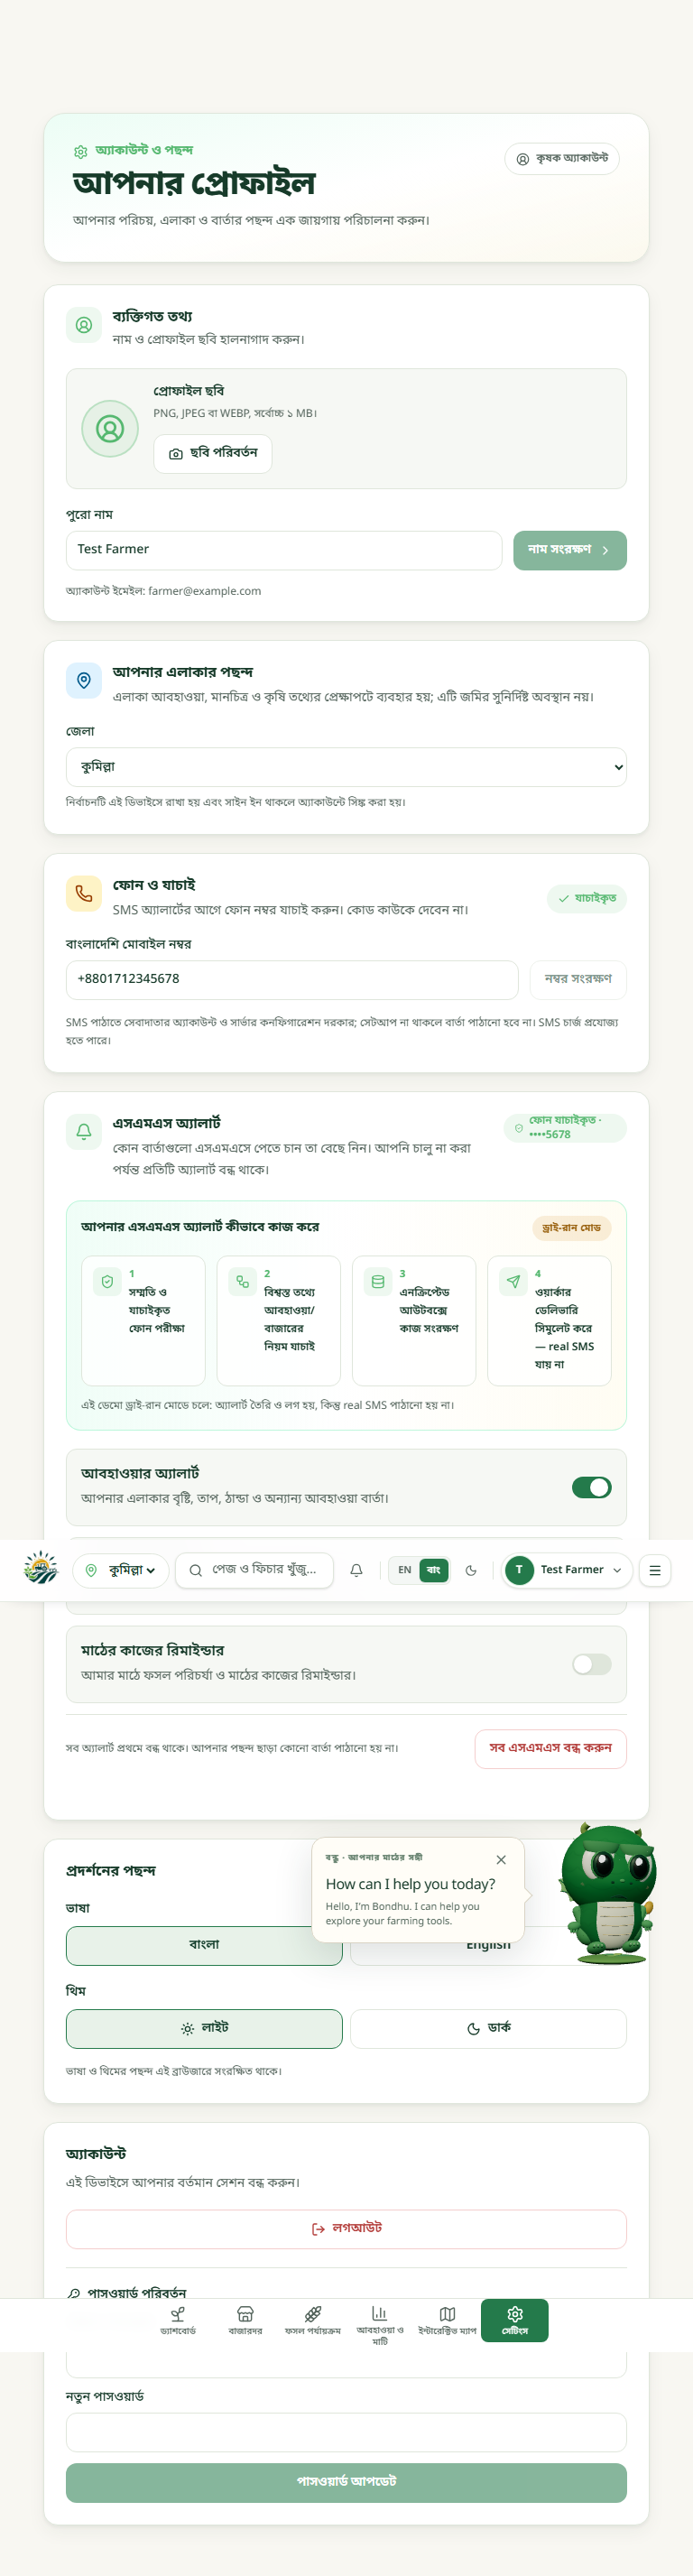 অ্যাকাউন্ট ও পছন্দ
আপনার প্রোফাইল
আপনার পরিচয়, এলাকা ও বার্তার পছন্দ এক জায়গায় পরিচালনা করুন।
কৃষক অ্যাকাউন্ট
ব্যক্তিগত তথ্য
নাম ও প্রোফাইল ছবি হালনাগাদ করুন।
প্রোফাইল ছবি
PNG, JPEG বা WEBP, সর্বোচ্চ ১ MB।
ছবি পরিবর্তন
পুরো নাম
Test Farmer
নাম সংরক্ষণ
অ্যাকাউন্ট ইমেইল: farmer@example.com
আপনার এলাকার পছন্দ
এলাকা আবহাওয়া, মানচিত্র ও কৃষি তথ্যের প্রেক্ষাপটে ব্যবহার হয়; এটি জমির সুনির্দিষ্ট অবস্থান নয়।
জেলা
কুমিল্লা
নির্বাচনটি এই ডিভাইসে রাখা হয় এবং সাইন ইন থাকলে অ্যাকাউন্টে সিঙ্ক করা হয়।
ফোন ও যাচাই
SMS অ্যালার্টের আগে ফোন নম্বর যাচাই করুন। কোড কাউকে দেবেন না।
যাচাইকৃত
বাংলাদেশি মোবাইল নম্বর
+8801712345678
নম্বর সংরক্ষণ
SMS পাঠাতে সেবাদাতার অ্যাকাউন্ট ও সার্ভার কনফিগারেশন দরকার; সেটআপ না থাকলে বার্তা পাঠানো হবে না। SMS চার্জ প্রযোজ্য
হতে পারে।
এসএমএস অ্যালার্ট
কোন বার্তাগুলো এসএমএসে পেতে চান তা বেছে নিন। আপনি চালু না করা
পর্যন্ত প্রতিটি অ্যালার্ট বন্ধ থাকে।
ফোন যাচাইকৃত ·
••••5678
আপনার এসএমএস অ্যালার্ট কীভাবে কাজ করে
ড্রাই-রান মোড
1
সম্মতি ও
যাচাইকৃত
ফোন পরীক্ষা
2
বিশ্বস্ত তথ্যে
আবহাওয়া/
বাজারের
নিয়ম যাচাই
3
এনক্রিপ্টেড
আউটবক্সে
কাজ সংরক্ষণ
4
ওয়ার্কার
ডেলিভারি
সিমুলেট করে
— real SMS
যায় না
এই ডেমো ড্রাই-রান মোডে চলে: অ্যালার্ট তৈরি ও লগ হয়, কিন্তু real SMS পাঠানো হয় না।
আবহাওয়ার অ্যালার্ট
আপনার এলাকার বৃষ্টি, তাপ, ঠান্ডা ও অন্যান্য আবহাওয়া বার্তা।
কুমিল্লা
পেজ ও ফিচার খুঁজু...
EN
বাং
T
Test Farmer
মাঠের কাজের রিমাইন্ডার
আমার মাঠে ফসল পরিচর্যা ও মাঠের কাজের রিমাইন্ডার।
সব অ্যালার্ট প্রথমে বন্ধ থাকে। আপনার পছন্দ ছাড়া কোনো বার্তা পাঠানো হয় না।
সব এসএমএস বন্ধ করুন
প্রদর্শনের পছন্দ
বন্ধু · আপনার মাঠের সঙ্গী
How can I help you today?
Hello, I'm Bondhu. I can help you
explore your farming tools.
ভাষা
বাংলা
English
থিম
লাইট
ডার্ক
ভাষা ও থিমের পছন্দ এই ব্রাউজারে সংরক্ষিত থাকে।
অ্যাকাউন্ট
এই ডিভাইসে আপনার বর্তমান সেশন বন্ধ করুন।
লগআউট
পাসওয়ার্ড পরিবর্তন
ড্যাশবোর্ড
বাজারদর
ফসল পর্যায়ক্রম
আবহাওয়া ও
মাটি
ইন্টারেক্টিভ ম্যাপ
সেটিংস
নতুন পাসওয়ার্ড
পাসওয়ার্ড আপডেট